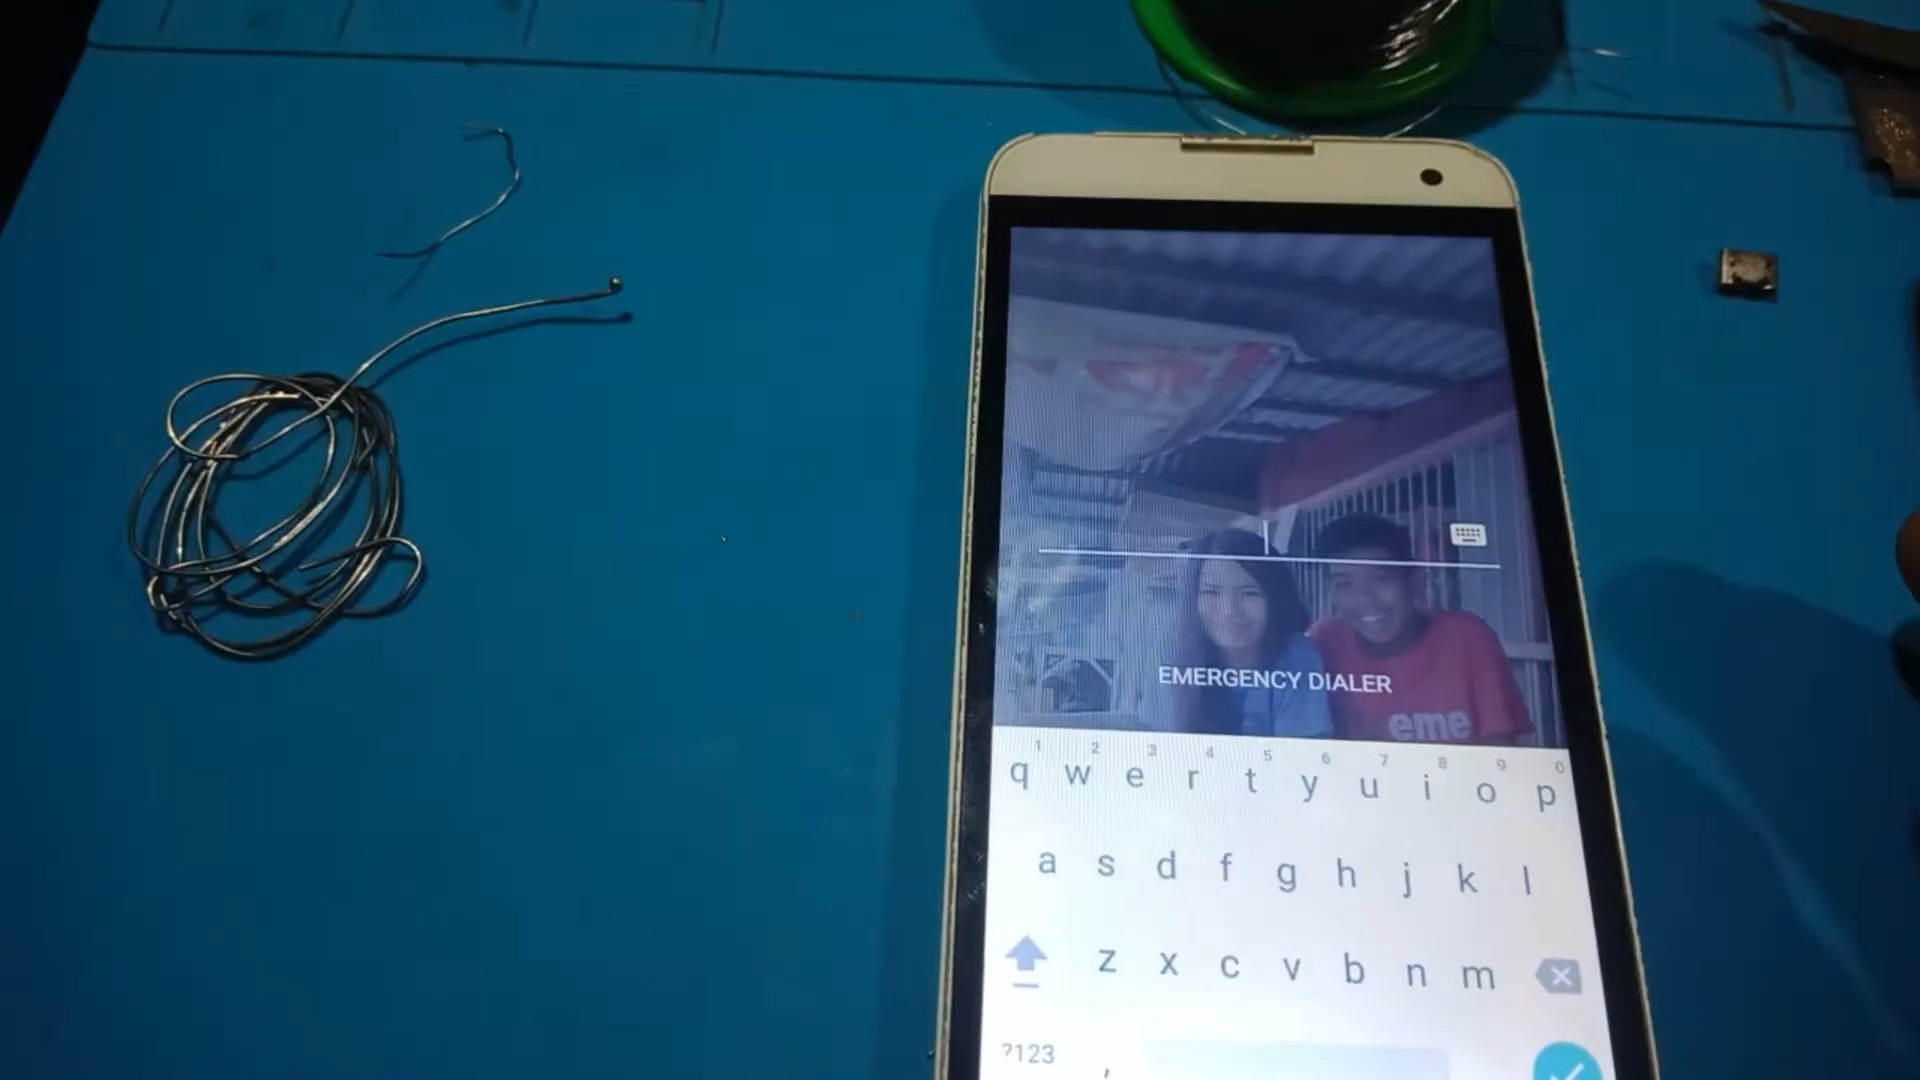 EMERGENCY DIALER
eme
1 2 3 4 5 6 7 8 9 0
q w e r t y u i o p
a s d f g h j k l
z x c v b n m
?123 ,